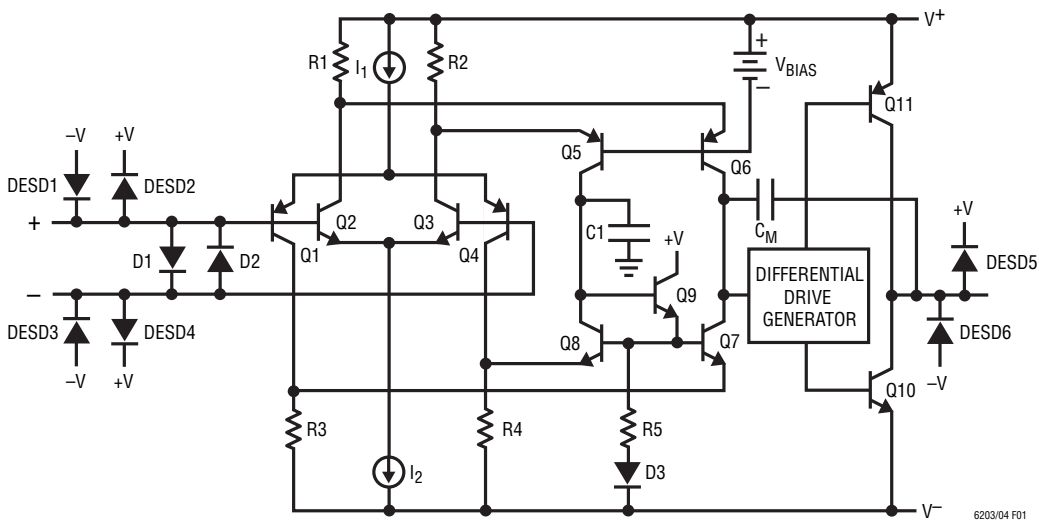 V+
+
R1
I1
R2
VBIAS
–
Q11
–V
+V
Q5
Q6
DESD1
DESD2
+
Q2
Q3
C1
CM
+V
+V
D1
D2
Q1
Q4
DIFFERENTIAL
DRIVE
GENERATOR
DESD5
–
Q9
DESD3
DESD4
Q8
Q7
DESD6
–V
+V
–V
Q10
R3
R4
R5
I2
D3
V–
6203/04 F01